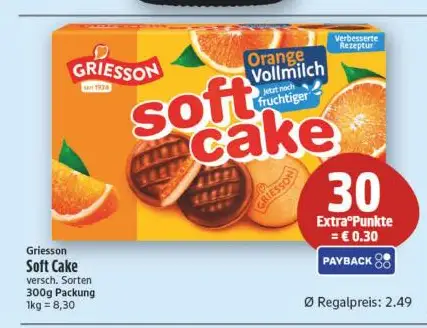 Verbesserte
Rezeptur
GRIESSON
seit 1934
Orange
Vollmilch
Jetzt noch
fruchtiger
soft
cake
GRIESSON
30
Extra°Punkte
= € 0.30
PAYBACK
Griesson
Soft Cake
versch. Sorten
300g Packung
1kg = 8,30
Ø Regalpreis: 2.49